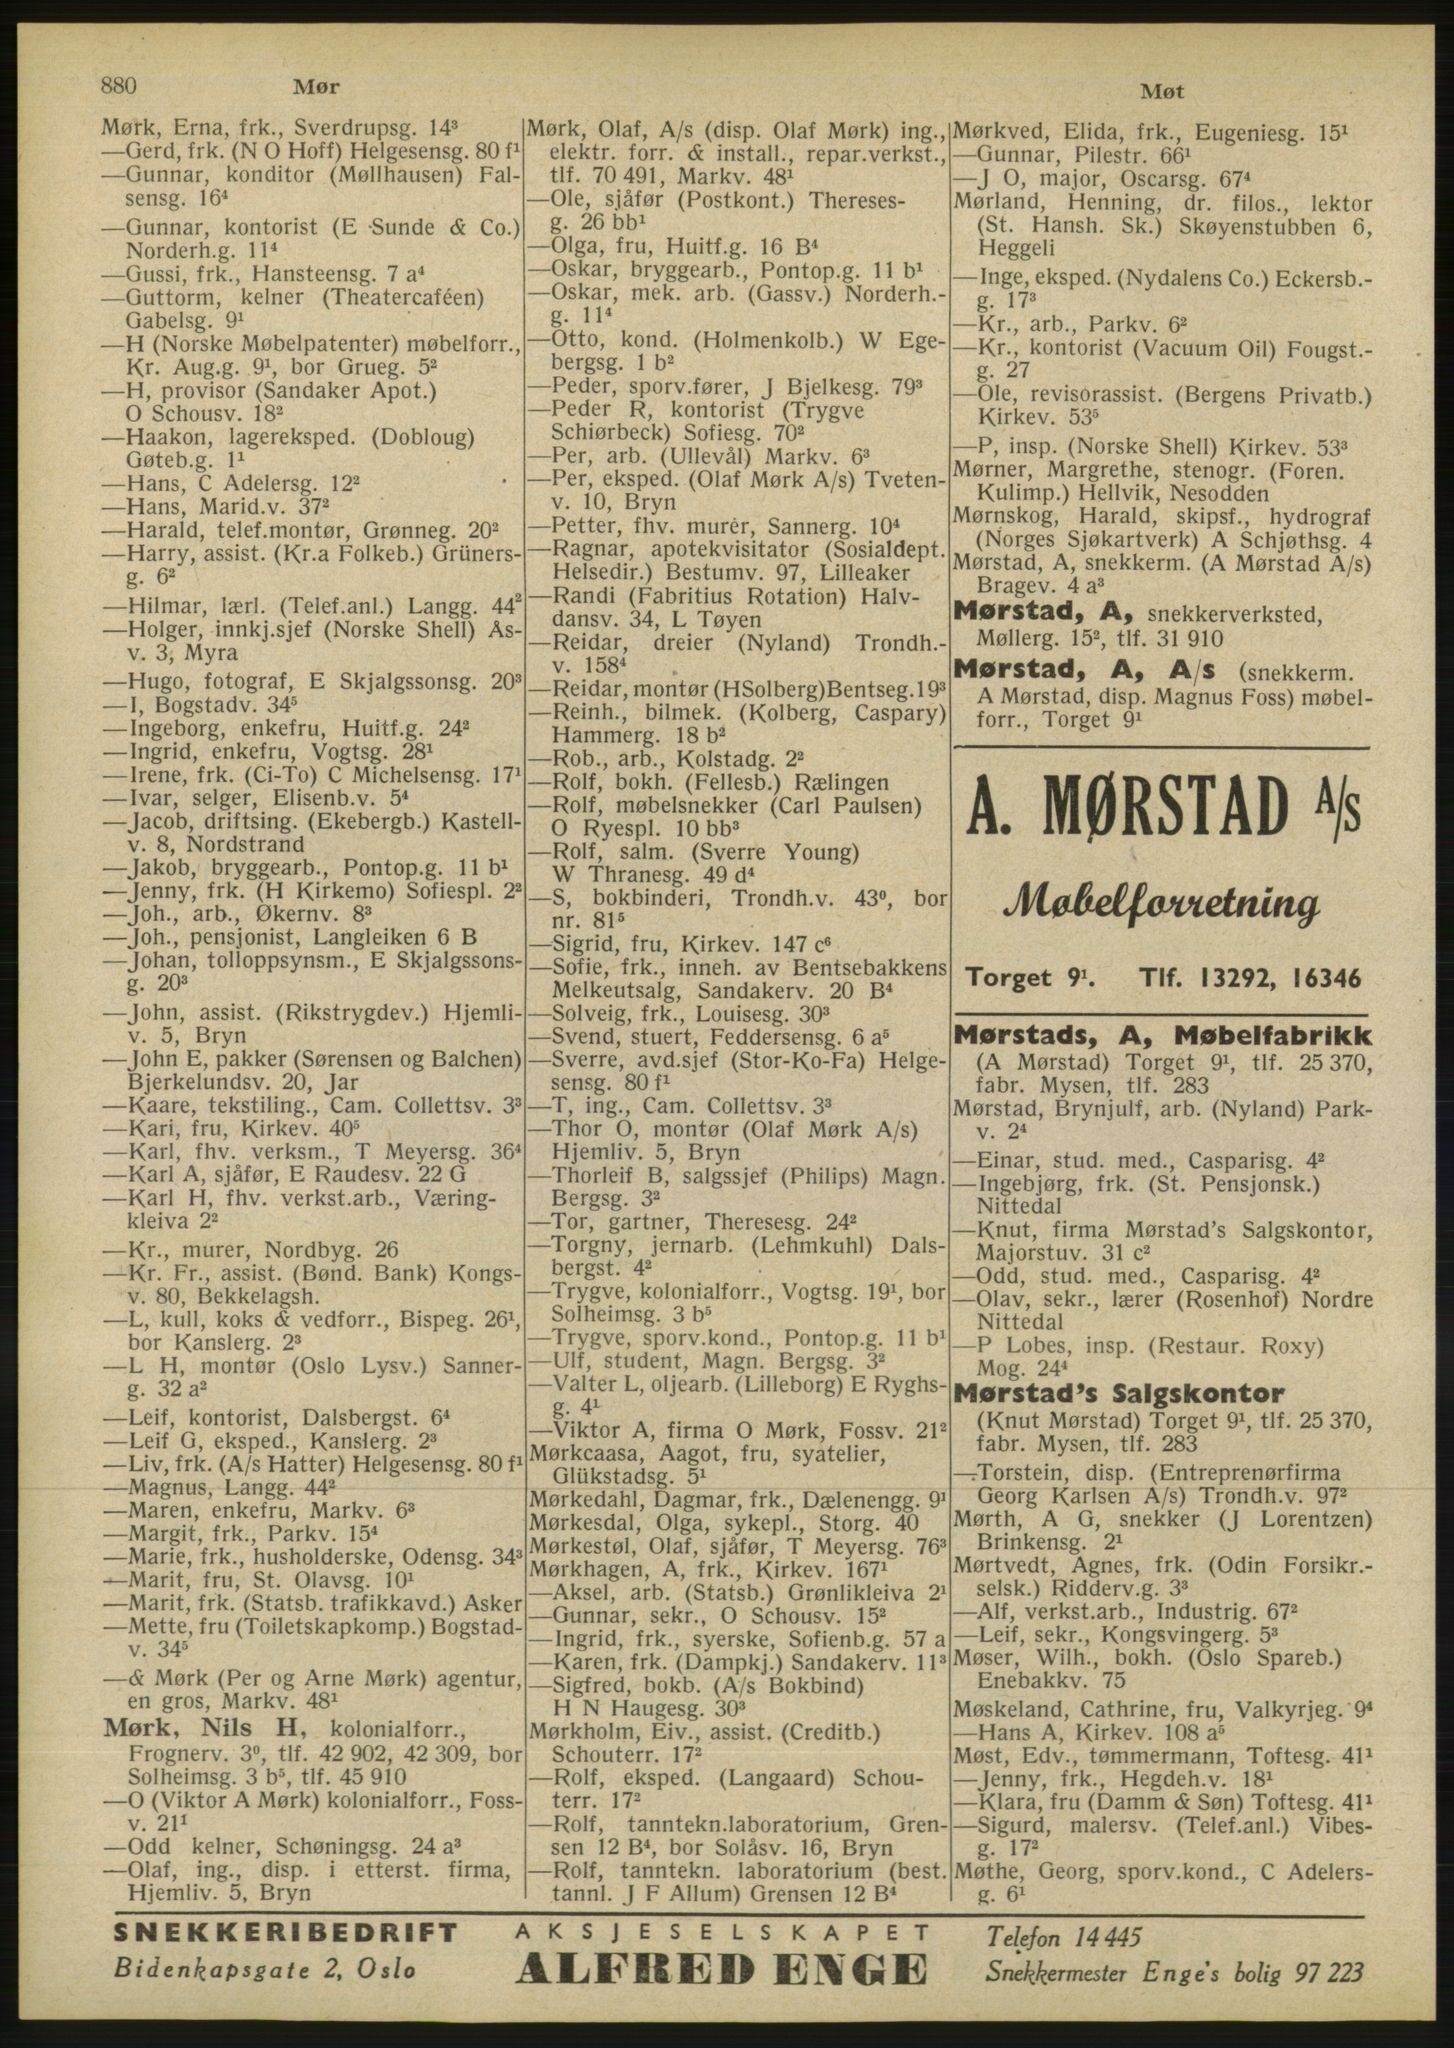 880
Mør
Møt
Mørk, Erna, frk., Sverdrupsg. 14³
—Gerd, frk. (N O Hoff) Helgesensg. 80 f¹
—Gunnar, konditor (Møllhausen) Fal-
sensg. 16⁴
—Gunnar, kontorist (E Sunde & Co.)
Norderh.g. 11⁴
—Gussi, frk., Hansteensg. 7 a⁴
—Guttorm, kelner (Theatercaféen)
Gabelsg. 9¹
—H (Norske Møbelpatenter) møbelforr.,
Kr. Aug.g. 9¹, bor Grueg. 5²
—H, provisor (Sandaker Apot.)
O Schousv. 18²
—Haakon, lagereksped. (Dobloug)
Gøteb.g. 1¹
—Hans, C Adelersg. 12²
—Hans, Marid.v. 37²
—Harald, telef.montør, Grønneg. 20²
—Harry, assist. (Kr.a Folkeb.) Grüners-
g. 6²
—Hilmar, lærl. (Telef.anl.) Langg. 44²
—Holger, innkj.sjef (Norske Shell) Ås-
v. 3, Myra
—Hugo, fotograf, E Skjalgssonsg. 20³
—I, Bogstadv. 34⁵
—Ingeborg, enkefru, Huitf.g. 24²
—Ingrid, enkefru, Vogtsg. 28¹
—Irene, frk. (Ci-To) C Michelsensg. 17¹
—Ivar, selger, Elisenb.v. 5⁴
—Jacob, driftsing. (Ekebergb.) Kastell-
v. 8, Nordstrand
—Jakob, bryggearb., Pontop.g. 11 b¹
—Jenny, frk. (H Kirkemo) Sofiespl. 2²
—Joh., arb., Økernv. 8³
—Joh., pensjonist, Langleiken 6 B
—Johan, tolloppsynsm., E Skjalgssons-
g. 20³
—John, assist. (Rikstrygdev.) Hjemli-
v. 5, Bryn
—John E, pakker (Sørensen og Balchen)
Bjerkelundsv. 20, Jar
—Kaare, tekstiling., Cam. Collettsv. 3³
—Kari, fru, Kirkev. 40⁵
—Karl, fhv. verksm., T Meyersg. 36⁴
—Karl A, sjåfør, E Raudesv. 22 G
—Karl H, fhv. verkst.arb., Væring-
kleiva 2²
—Kr., murer, Nordbyg. 26
—Kr. Fr., assist. (Bønd. Bank) Kongs-
v. 80, Bekkelagsh.
—L, kull, koks & vedforr., Bispeg. 26¹,
bor Kanslerg. 2³
—L H, montør (Oslo Lysv.) Sanner-
g. 32 a²
—Leif, kontorist, Dalsbergst. 6⁴
—Leif G, eksped., Kanslerg. 2³
—Liv, frk. (A/s Hatter) Helgesensg. 80 f¹
—Magnus, Langg. 44²
—Maren, enkefru, Markv. 6³
—Margit, frk., Parkv. 15⁴
—Marie, frk., husholderske, Odensg. 34³
—Marit, fru, St. Olavsg. 10¹
—Marit, frk. (Statsb. trafikkavd.) Asker
—Mette, fru (Toiletskapkomp.) Bogstad-
v. 34⁵
—& Mørk (Per og Arne Mørk) agentur,
en gros, Markv. 48¹
Mørk, Nils H, kolonialforr.,
Frognerv. 3⁰, tlf. 42 902, 42 309, bor
Solheimsg. 3 b⁵, tlf. 45 910
—O (Viktor A Mørk) kolonialforr., Foss-
v. 21¹
—Odd kelner, Schøningsg. 24 a³
—Olaf, ing., disp. i etterst. firma,
Hjemliv. 5, Bryn
Mørk, Olaf, A/s (disp. Olaf Mørk) ing.,
elektr. forr. & install., repar.verkst.,
tlf. 70 491, Markv. 48¹
—Ole, sjåfør (Postkont.) Thereses-
g. 26 bb¹
—Olga, fru, Huitf.g. 16 B⁴
—Oskar, bryggearb., Pontop.g. 11 b¹
—Oskar, mek. arb. (Gassv.) Norderh.-
g. 11⁴
—Otto, kond. (Holmenkolb.) W Ege-
bergsg. 1 b²
—Peder, sporv.fører, J Bjelkesg. 79³
—Peder R, kontorist (Trygve
Schiørbeck) Sofiesg. 70²
—Per, arb. (Ullevål) Markv. 6³
—Per, eksped. (Olaf Mørk A/s) Tveten-
v. 10, Bryn
—Petter, fhv. murer, Sannerg. 10⁴
—Ragnar, apotekvisitator (Sosialdept.
Helsedir.) Bestumv. 97, Lilleaker
—Randi (Fabritius Rotation) Halv-
dansv. 34, L Tøyen
—Reidar, dreier (Nyland) Trondh.-
v. 158⁴
—Reidar, montør (HSolberg)Bentseg.19³
—Reinh., bilmek. (Kolberg, Caspary)
Hammerg. 18 b²
—Rob., arb., Kolstadg. 2²
—Rolf, bokh. (Fellesb.) Rælingen
—Rolf, møbelsnekker (Carl Paulsen)
O Ryespl. 10 bb³
—Rolf, salm. (Sverre Young)
W Thranesg. 49 d⁴
—S, bokbinderi, Trondh.v. 43⁰, bor
nr. 81⁵
—Sigrid, fru, Kirkev. 147 c⁶
—Sofie, frk., inneh. av Bentsebakkens
Melkeutsalg, Sandakerv. 20 B⁴
—Solveig, frk., Louisesg. 30³
—Svend, stuert, Feddersensg. 6 a⁵
—Sverre, avd.sjef (Stor-Ko-Fa) Helge-
sensg. 80 f¹
—T, ing., Cam. Collettsv. 3³
—Thor O, montør (Olaf Mørk A/s)
Hjemliv. 5, Bryn
—Thorleif B, salgssjef (Philips) Magn.
Bergsg. 3²
—Tor, gartner, Theresesg. 24²
—Torgny, jernarb. (Lehmkuhl) Dals-
bergst. 4²
—Trygve, kolonialforr., Vogtsg. 19¹, bor
Solheimsg. 3 b⁵
—Trygve, sporv.kond., Pontop.g. 11 b¹
—Ulf, student, Magn. Bergsg. 3²
—Valter L, oljearb. (Lilleborg) E Ryghs-
g. 4¹
—Viktor A, firma O Mørk, Fossv. 21²
Mørkcaasa, Aagot, fru, syatelier,
Glükstadsg. 5¹
Mørkedahl, Dagmar, frk., Dælenengg. 9¹
Mørkesdal, Olga, sykepl., Storg. 40
Mørkestøl, Olaf, sjåfør, T Meyersg. 76³
Mørkhagen, A, frk., Kirkev. 167¹
—Aksel, arb. (Statsb.) Grønlikleiva 2¹
—Gunnar, sekr., O Schousv. 15²
—Ingrid, frk., syerske, Sofienb.g. 57 a
—Karen, frk. (Dampkj.) Sandakerv. 11³
—Sigfred, bokb. (A/s Bokbind)
H N Haugesg. 30³
Mørkholm, Eiv., assist. (Creditb.)
Schouterr. 17²
—Rolf, eksped. (Langaard) Schou-
terr. 17²
—Rolf, tanntekn.laboratorium, Gren-
sen 12 B⁴, bor Solåsv. 16, Bryn
—Rolf, tanntekn. laboratorium (best.
tannl. J F Allum) Grensen 12 B⁴
Mørkved, Elida, frk., Eugeniesg. 15¹
—Gunnar, Pilestr. 66¹
—J O, major, Oscarsg. 67⁴
Mørland, Henning, dr. filos., lektor
(St. Hansh. Sk.) Skøyenstubben 6,
Heggeli
—Inge, eksped. (Nydalens Co.) Eckersb.-
g. 17³
—Kr., arb., Parkv. 6²
—Kr., kontorist (Vacuum Oil) Fougst.-
g. 27
—Ole, revisorassist. (Bergens Privatb.)
Kirkev. 53⁵
—P, insp. (Norske Shell) Kirkev. 53³
Mørner, Margrethe, stenogr. (Foren.
Kulimp.) Hellvik, Nesodden
Mørnskog, Harald, skipsf., hydrograf
(Norges Sjøkartverk) A Schjøthsg. 4
Mørstad, A, snekkerm. (A Mørstad A/s)
Bragev. 4 a³
Mørstad, A, snekkerverksted,
Møllerg. 15², tlf. 31 910
Mørstad, A, A/s (snekkerm.
A Mørstad, disp. Magnus Foss) møbel-
forr., Torget 9¹
A. MØRSTAD A/S
Møbelforretning
Torget 9¹. Tlf. 13292, 16346
Mørstads, A, Møbelfabrikk
(A Mørstad) Torget 9¹, tlf. 25 370,
fabr. Mysen, tlf. 283
Mørstad, Brynjulf, arb. (Nyland) Park-
v. 2⁴
—Einar, stud. med., Casparisg. 4²
—Ingebjørg, frk. (St. Pensjonsk.)
Nittedal
—Knut, firma Mørstad's Salgskontor,
Majorstuv. 31 c²
—Odd, stud. med., Casparisg. 4²
—Olav, sekr., lærer (Rosenhof) Nordre
Nittedal
—P Lobes, insp. (Restaur. Roxy)
Mog. 24⁴
Mørstad's Salgskontor
(Knut Mørstad) Torget 9¹, tlf. 25 370,
fabr. Mysen, tlf. 283
—Torstein, disp. (Entreprenørfirma
Georg Karlsen A/s) Trondh.v. 97²
Mørth, A G, snekker (J Lorentzen)
Brinkensg. 2¹
Mørtvedt, Agnes, frk. (Odin Forsikr.-
selsk.) Ridderv.g. 3³
—Alf, verkst.arb., Industrig. 67²
—Leif, sekr., Kongsvingerg. 5³
Møser, Wilh., bokh. (Oslo Spareb.)
Enebakkv. 75
Møskeland, Cathrine, fru, Valkyrjeg. 9⁴
—Hans A, Kirkev. 108 a⁵
Møst, Edv., tømmermann, Toftesg. 41¹
—Jenny, frk., Hegdeh.v. 18¹
—Klara, fru (Damm & Søn) Toftesg. 41¹
—Sigurd, malersv. (Telef.anl.) Vibes-
g. 17²
Møthe, Georg, sporv.kond., C Adelers-
g. 6¹
SNEKKERIBEDRIFT
Bidenkapsgate 2, Oslo
AKSJESELSKAPET
ALFRED ENGE
Telefon 14 445
Snekkermester Enge's bolig 97 223